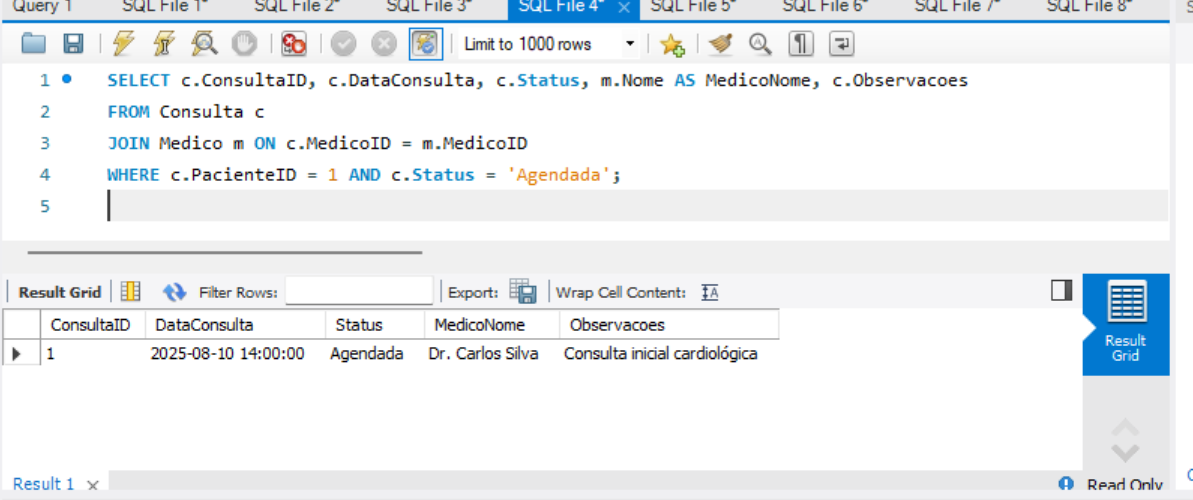 Query 1 SQL File 1* SQL File 2* SQL File 3* SQL File 4* × SQL File 5* SQL File 6* SQL File 7* SQL File 8*
Limit to 1000 rows
1 SELECT c.ConsultaID, c.DataConsulta, c.Status, m.Nome AS MedicoNome, c.Observacoes
2 FROM Consulta c
3 JOIN Medico m ON c.MedicoID = m.MedicoID
4 WHERE c.PacienteID = 1 AND c.Status = 'Agendada';
5
Result Grid Filter Rows: Export: Wrap Cell Content: IA
ConsultaID DataConsulta Status MedicoNome Observacoes
1 2025-08-10 14:00:00 Agendada Dr. Carlos Silva Consulta inicial cardiológica
Result
Grid
Result 1 × Read Only